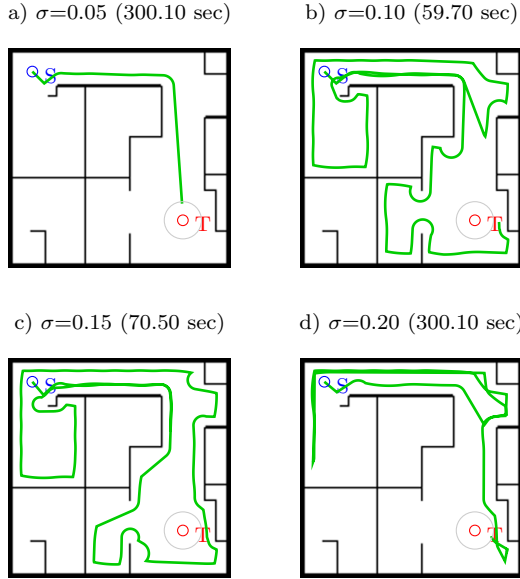 a) σ=0.05 (300.10 sec)
b) σ=0.10 (59.70 sec)
S
T
S
T
c) σ=0.15 (70.50 sec)
d) σ=0.20 (300.10 sec)
S
T
S
T